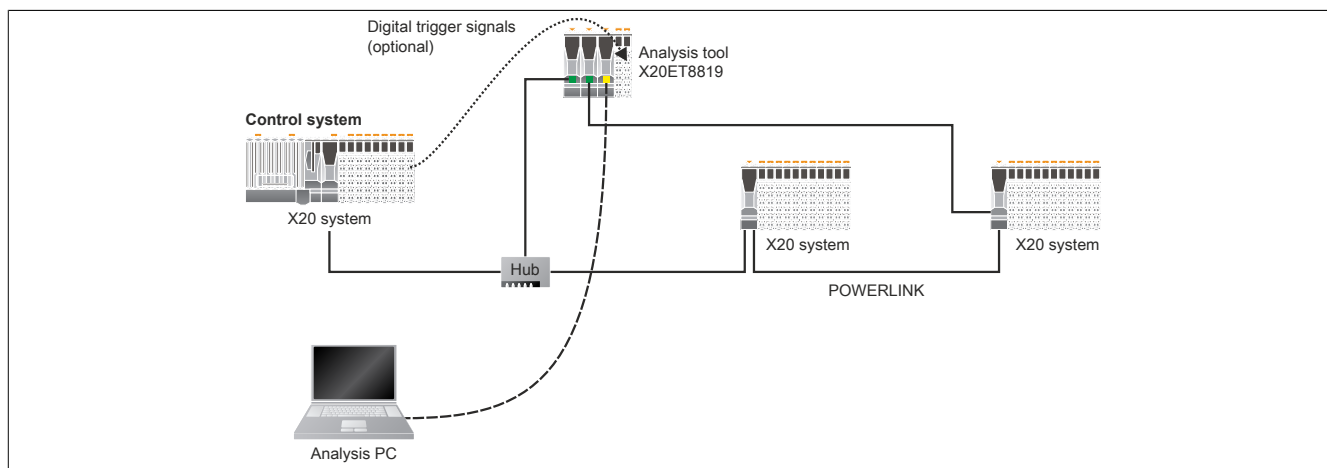 Digital trigger signals
(optional)
Analysis tool
X20ET8819
Control system
X20 system
X20 system
X20 system
Hub
POWERLINK
Analysis PC